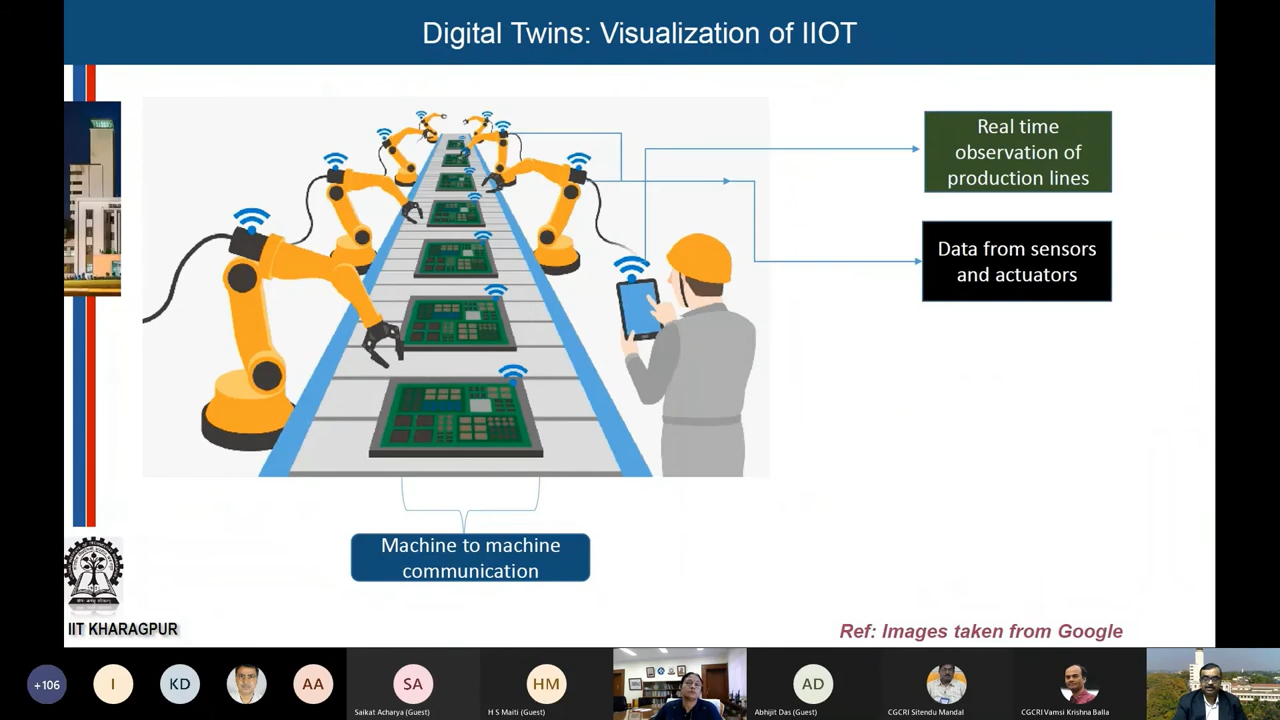 Digital Twins: Visualization of IIOT
Real time
observation of
production lines
Data from sensors
and actuators
Machine to machine
communication
IIT KHARAGPUR
Ref: Images taken from Google
+106
I
KD
AA
SA
HM
AD
Saikat Acharya (Guest)
H S Maiti (Guest)
Abhijit Das (Guest)
CGCRI Sitendu Mandal
CGCRI Vamsi Krishna Balla